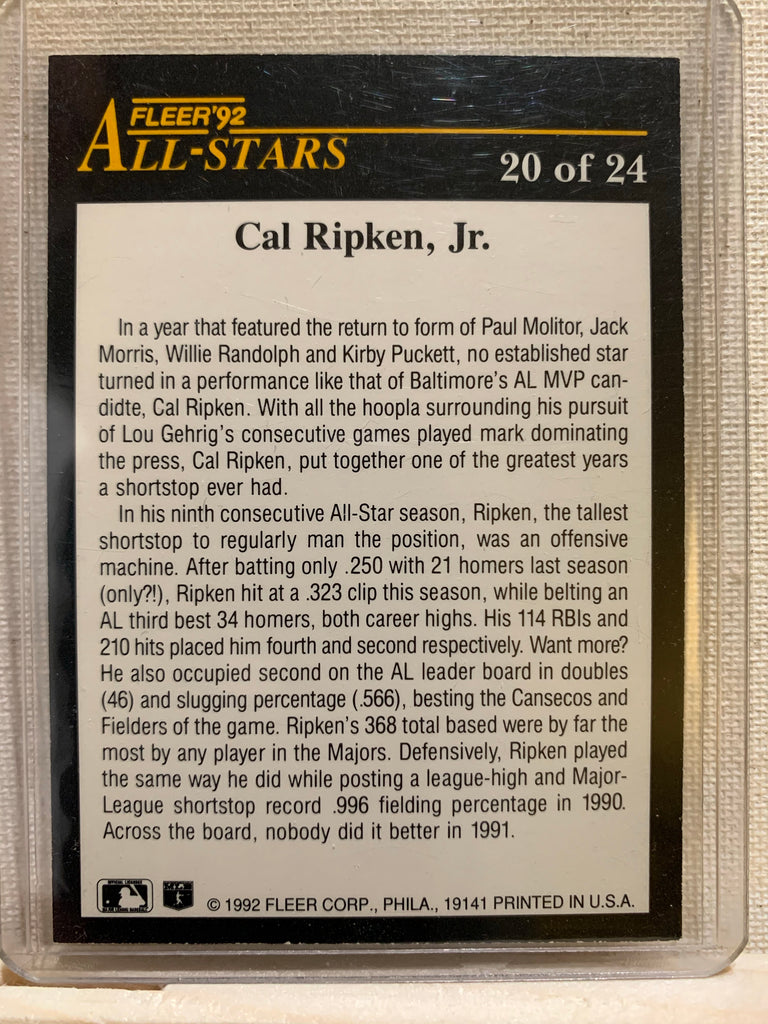 FLEER'92
ALL-STARS
20 of 24
Cal Ripken, Jr.
In a year that featured the return to form of Paul Molitor, Jack
Morris, Willie Randolph and Kirby Puckett, no established star
turned in a performance like that of Baltimore's AL MVP can-
didte, Cal Ripken. With all the hoopla surrounding his pursuit
of Lou Gehrig's consecutive games played mark dominating
the press, Cal Ripken, put together one of the greatest years
a shortstop ever had.
In his ninth consecutive All-Star season, Ripken, the tallest
shortstop to regularly man the position, was an offensive
machine. After batting only .250 with 21 homers last season
(only?!), Ripken hit at a .323 clip this season, while belting an
AL third best 34 homers, both career highs. His 114 RBIs and
210 hits placed him fourth and second respectively. Want more?
He also occupied second on the AL leader board in doubles
(46) and slugging percentage (.566), besting the Cansecos and
Fielders of the game. Ripken's 368 total based were by far the
most by any player in the Majors. Defensively, Ripken played
the same way he did while posting a league-high and Major-
League shortstop record .996 fielding percentage in 1990.
Across the board, nobody did it better in 1991.
© 1992 FLEER CORP., PHILA., 19141 PRINTED IN U.S.A.